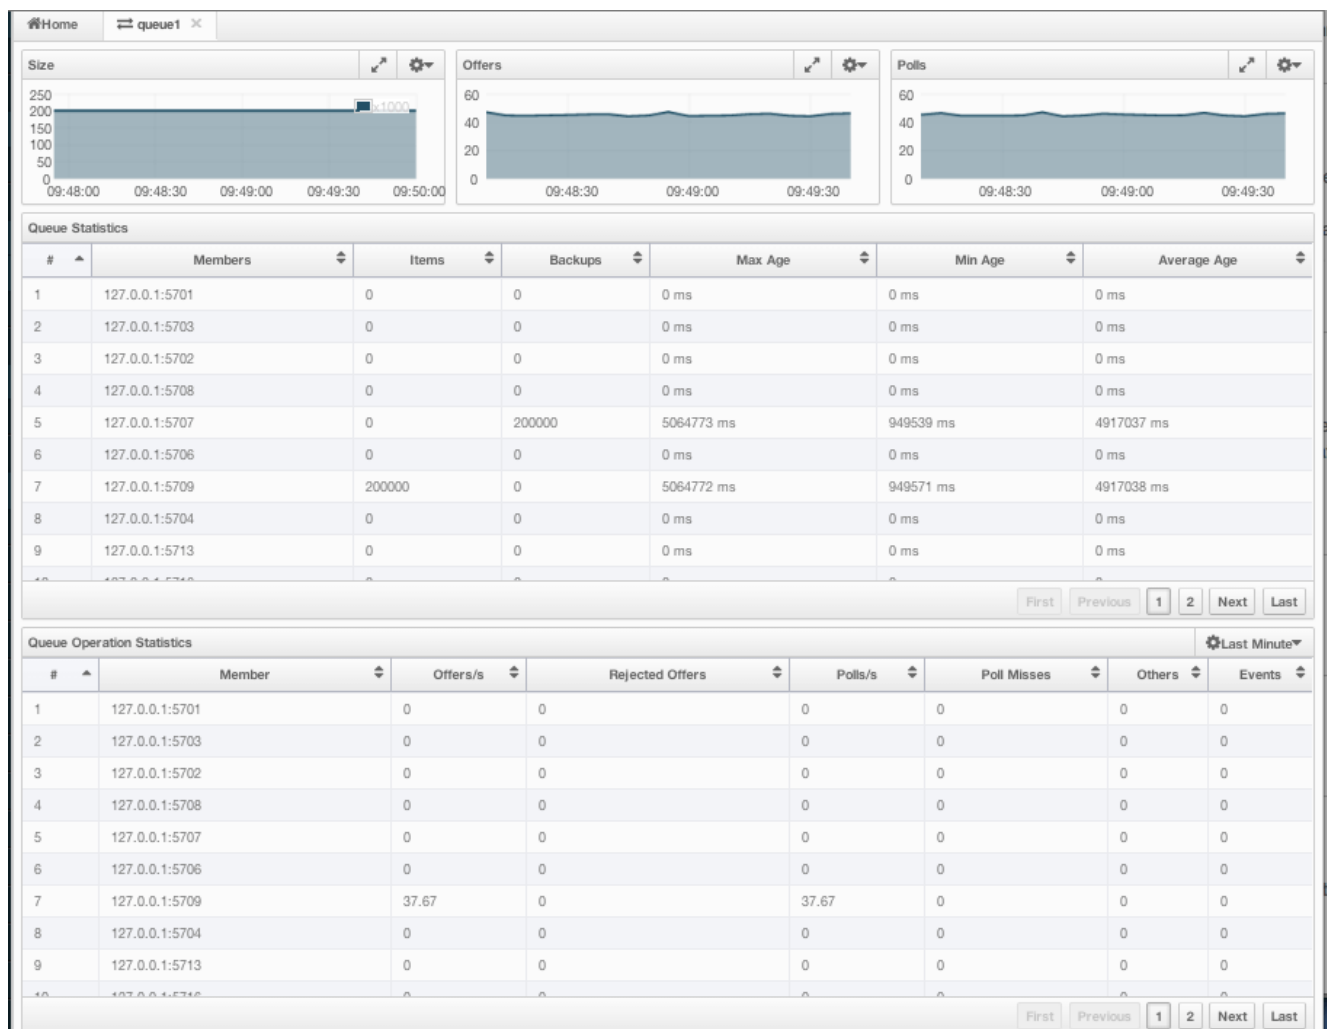 Home queue1 ×
Size Offers Polls
250
200
150
100
50
0
x1000
09:48:00 09:48:30 09:49:00 09:49:30 09:50:00
60
40
20
0
09:48:30 09:49:00 09:49:30
60
40
20
0
09:48:30 09:49:00 09:49:30
Queue Statistics
# Members Items Backups Max Age Min Age Average Age
1 127.0.0.1:5701 0 0 0 ms 0 ms 0 ms
2 127.0.0.1:5703 0 0 0 ms 0 ms 0 ms
3 127.0.0.1:5702 0 0 0 ms 0 ms 0 ms
4 127.0.0.1:5708 0 0 0 ms 0 ms 0 ms
5 127.0.0.1:5707 0 200000 5064773 ms 949539 ms 4917037 ms
6 127.0.0.1:5706 0 0 0 ms 0 ms 0 ms
7 127.0.0.1:5709 200000 0 5064772 ms 949571 ms 4917038 ms
8 127.0.0.1:5704 0 0 0 ms 0 ms 0 ms
9 127.0.0.1:5713 0 0 0 ms 0 ms 0 ms
First Previous 1 2 Next Last
Queue Operation Statistics Last Minute
# Member Offers/s Rejected Offers Polls/s Poll Misses Others Events
1 127.0.0.1:5701 0 0 0 0 0 0
2 127.0.0.1:5703 0 0 0 0 0 0
3 127.0.0.1:5702 0 0 0 0 0 0
4 127.0.0.1:5708 0 0 0 0 0 0
5 127.0.0.1:5707 0 0 0 0 0 0
6 127.0.0.1:5706 0 0 0 0 0 0
7 127.0.0.1:5709 37.67 0 37.67 0 0 0
8 127.0.0.1:5704 0 0 0 0 0 0
9 127.0.0.1:5713 0 0 0 0 0 0
First Previous 1 2 Next Last